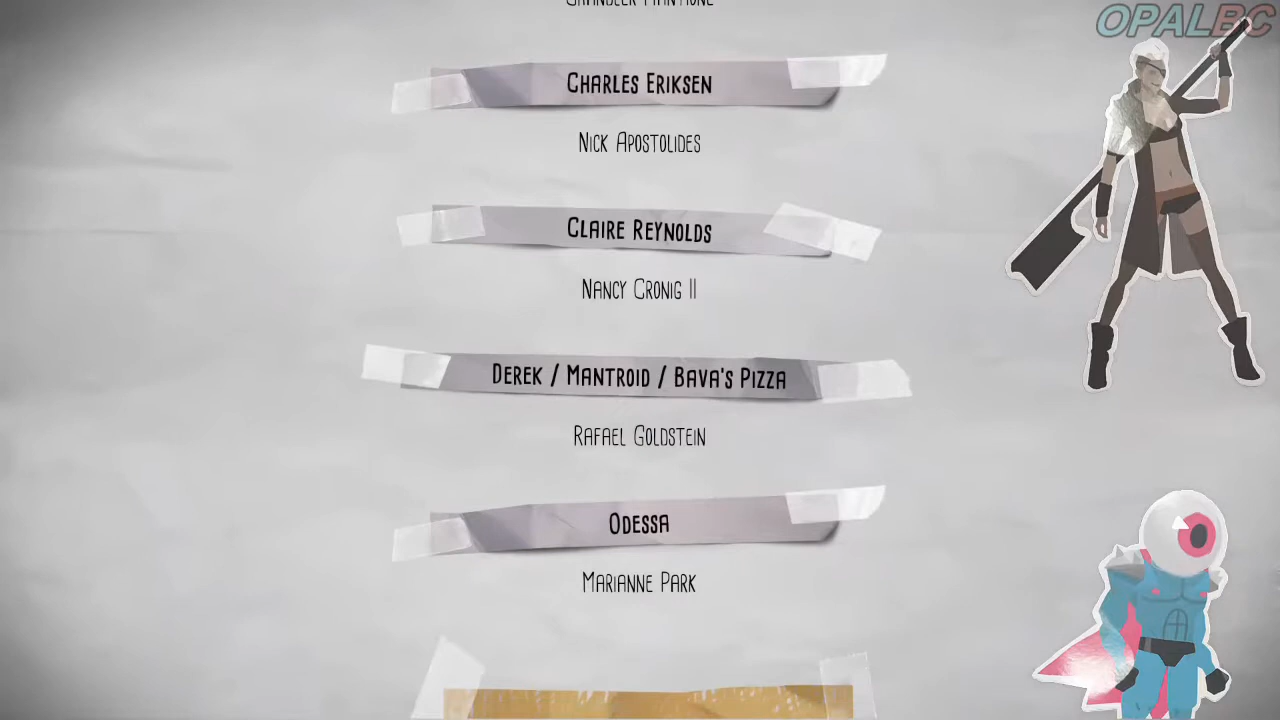 OPALBC
CHARLES ERIKSEN
NICK APOSTOLIDES
CLAIRE REYNOLDS
NANCY CRONIG II
DEREK / MANTROID / BAVA'S PIZZA
RAFAEL GOLDSTEIN
ODESSA
MARIANNE PARK